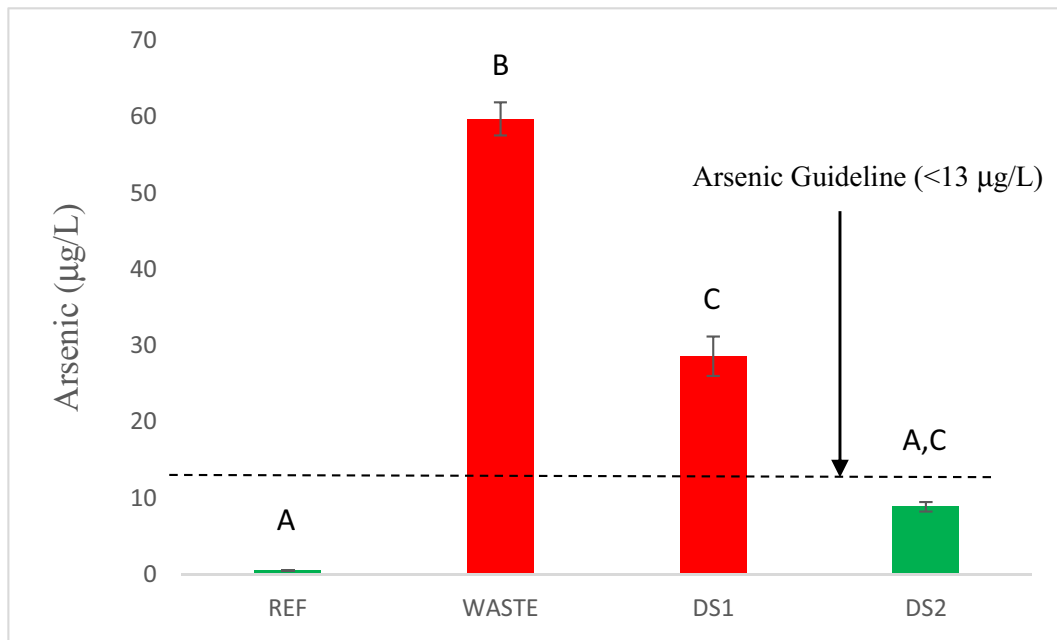 70
60
50
40
30
20
10
0
Arsenic (µg/L)
B
Arsenic Guideline (<13 µg/L)
C
A,C
A
REF WASTE DS1 DS2